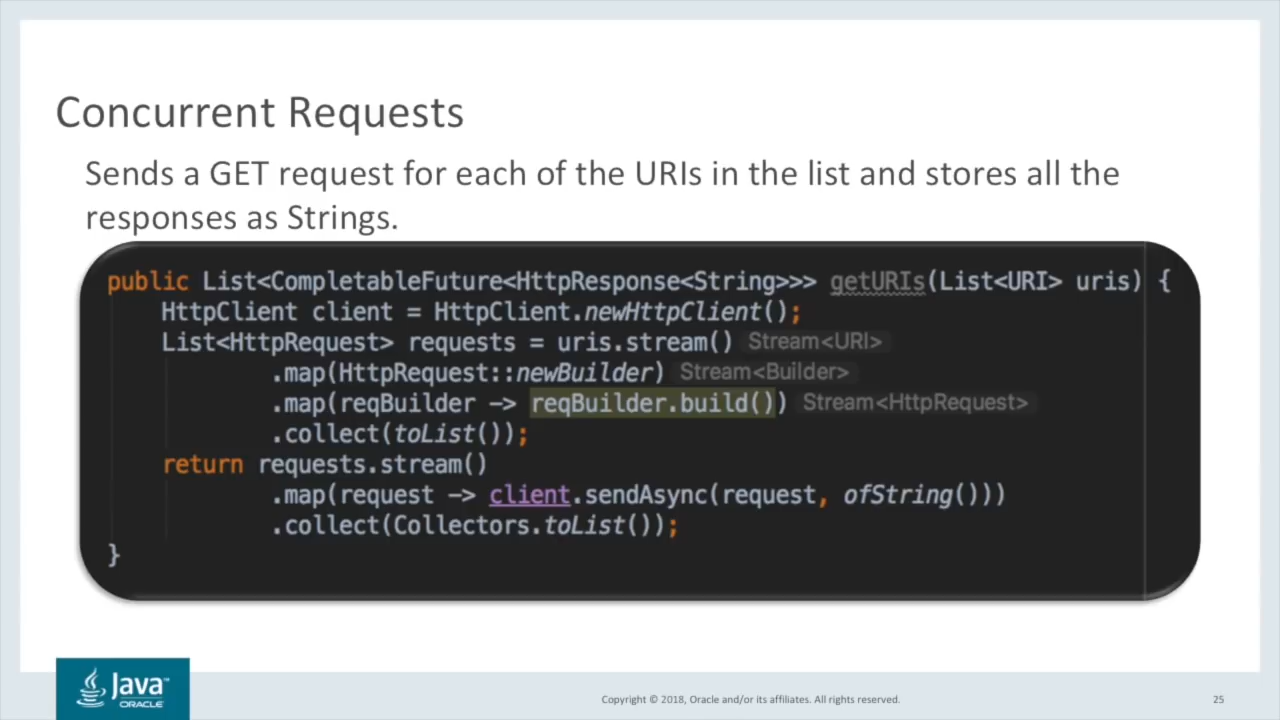 Concurrent Requests
Sends a GET request for each of the URIs in the list and stores all the
responses as Strings.
public List<CompletableFuture<HttpResponse<String>>> getURIs(List<URI> uris) {
HttpClient client = HttpClient.newHttpClient();
List<HttpRequest> requests = uris.stream() Stream<URI>
.map(HttpRequest::newBuilder) Stream<Builder>
.map(reqBuilder -> reqBuilder.build()) Stream<HttpRequest>
.collect(toList());
return requests.stream()
.map(request -> client.sendAsync(request, ofString()))
.collect(Collectors.toList());
}
Java™
ORACLE
Copyright © 2018, Oracle and/or its affiliates. All rights reserved.
25